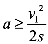 a ≥ v₁² / 2s